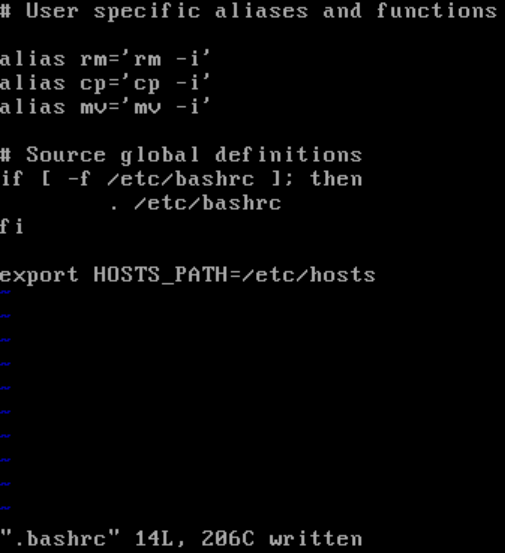 # User specific aliases and functions
alias rm='rm -i'
alias cp='cp -i'
alias mv='mv -i'
# Source global definitions
if [ -f /etc/bashrc ]; then
. /etc/bashrc
fi
export HOSTS_PATH=/etc/hosts
~
~
~
~
~
~
~
~
~
~
".bashrc" 14L, 206C written